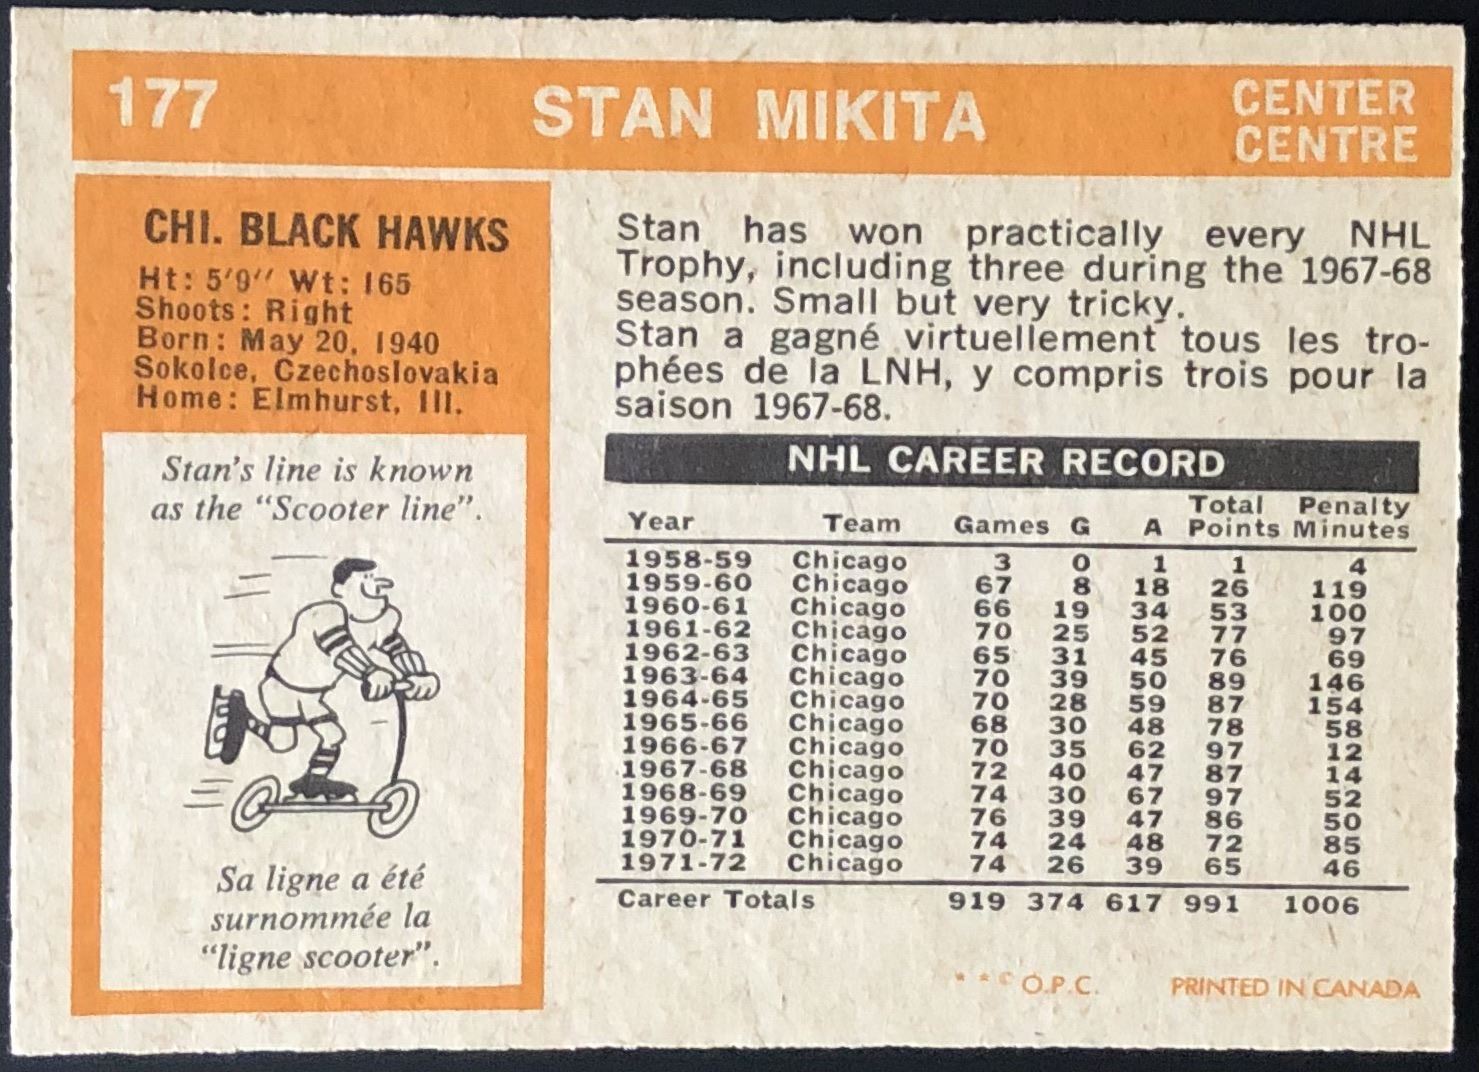 177 STAN MIKITA CENTER
CENTRE
CHI. BLACK HAWKS
Ht: 5'9'' Wt: 165
Shoots: Right
Born: May 20, 1940
Sokolce, Czechoslovakia
Home: Elmhurst, Ill.
Stan's line is known
as the “Scooter line”.
Sa ligne a été
surnommée la
“ligne scooter”.
Stan has won practically every NHL
Trophy, including three during the 1967-68
season. Small but very tricky.
Stan a gagné virtuellement tous les tro-
phées de la LNH, y compris trois pour la
saison 1967-68.
NHL CAREER RECORD
Year Team Games G A Total Points Penalty Minutes
1958-59 Chicago 3 0 1 1 4
1959-60 Chicago 67 8 18 26 119
1960-61 Chicago 66 19 34 53 100
1961-62 Chicago 70 25 52 77 97
1962-63 Chicago 65 31 45 76 69
1963-64 Chicago 70 39 50 89 146
1964-65 Chicago 70 28 59 87 154
1965-66 Chicago 68 30 48 78 58
1966-67 Chicago 70 35 62 97 12
1967-68 Chicago 72 40 47 87 14
1968-69 Chicago 74 30 67 97 52
1969-70 Chicago 76 39 47 86 50
1970-71 Chicago 74 24 48 72 85
1971-72 Chicago 74 26 39 65 46
Career Totals 919 374 617 991 1006
* * © O.P.C. PRINTED IN CANADA